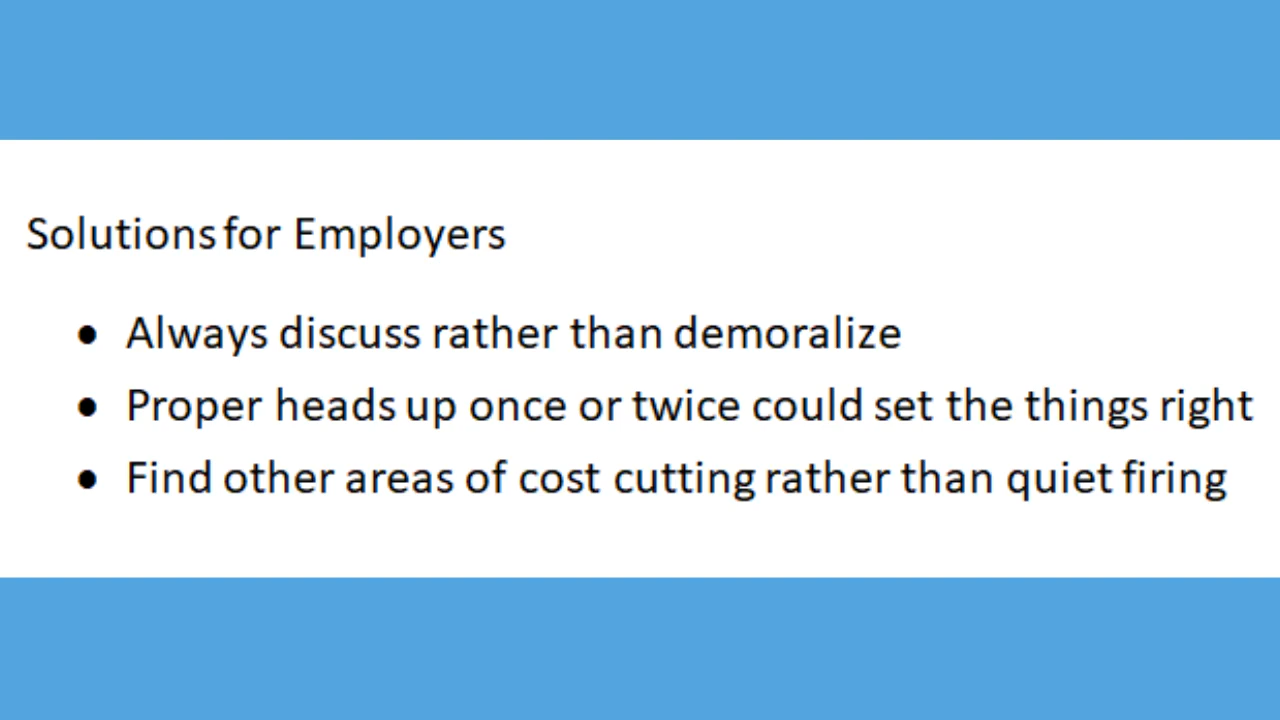 Solutions for Employers
● Always discuss rather than demoralize
● Proper heads up once or twice could set the things right
● Find other areas of cost cutting rather than quiet firing